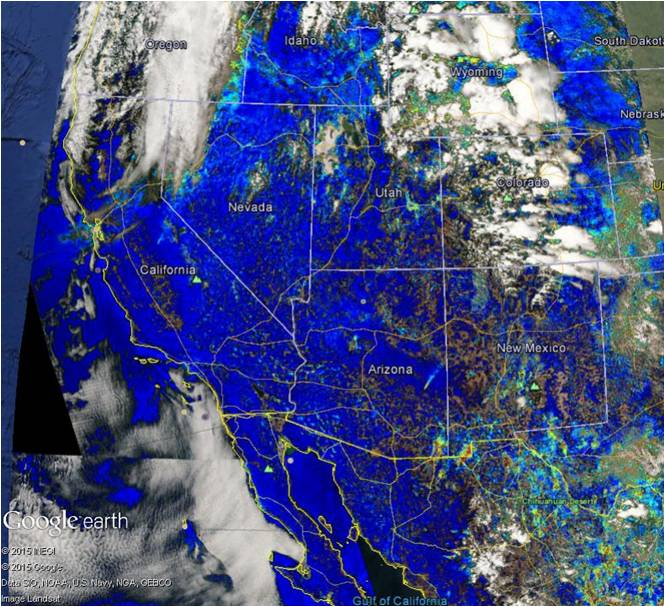 Oregon
Idaho
South Dakota
Wyoming
Nebrask
Colorado
Utah
Nevada
California
Arizona
New Mexico
Chihuahuan Desert
Google earth
© 2015 INEGI
© 2015 Google
Data SIO, NOAA, U.S. Navy, NGA, GEBCO
Image Landsat
Gulf of California